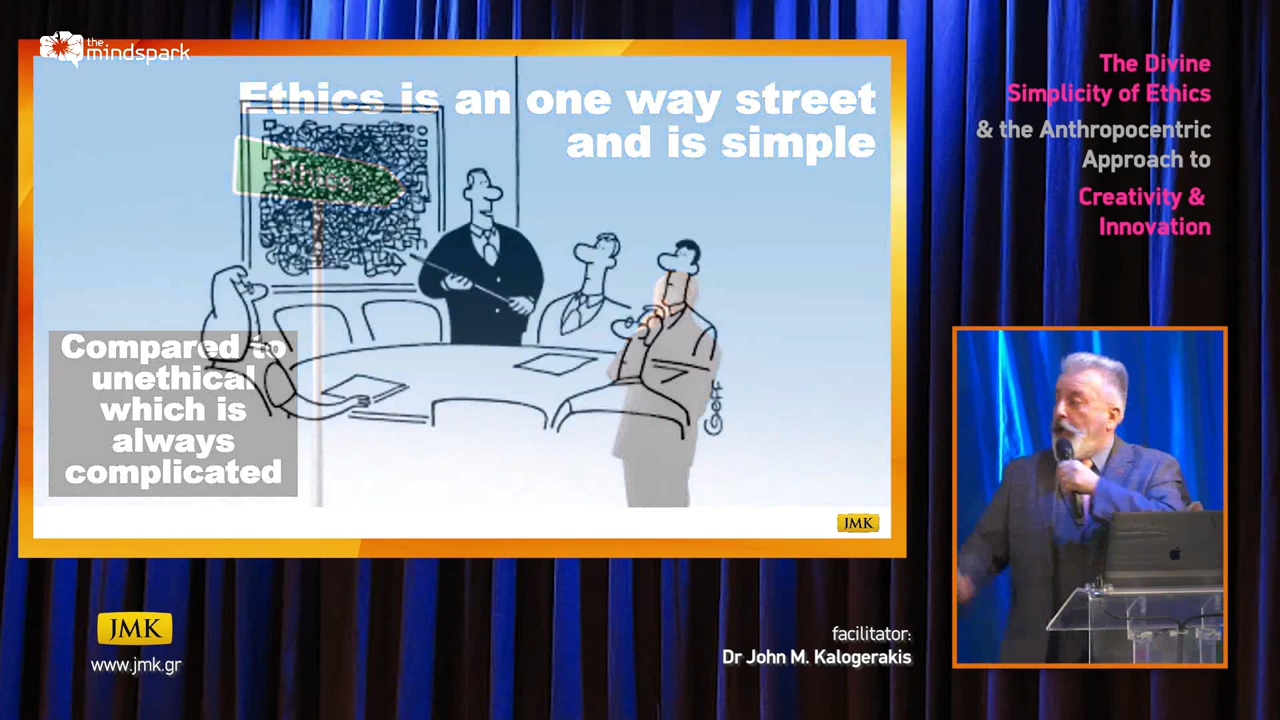 the
mindspark
Ethics is an one way street
and is simple
Ethics
Compared to
unethical
which is
always
complicated
Geoff
JMK
The Divine
Simplicity of Ethics
& the Anthropocentric
Approach to
Creativity &
Innovation
JMK
www.jmk.gr
facilitator:
Dr John M. Kalogerakis